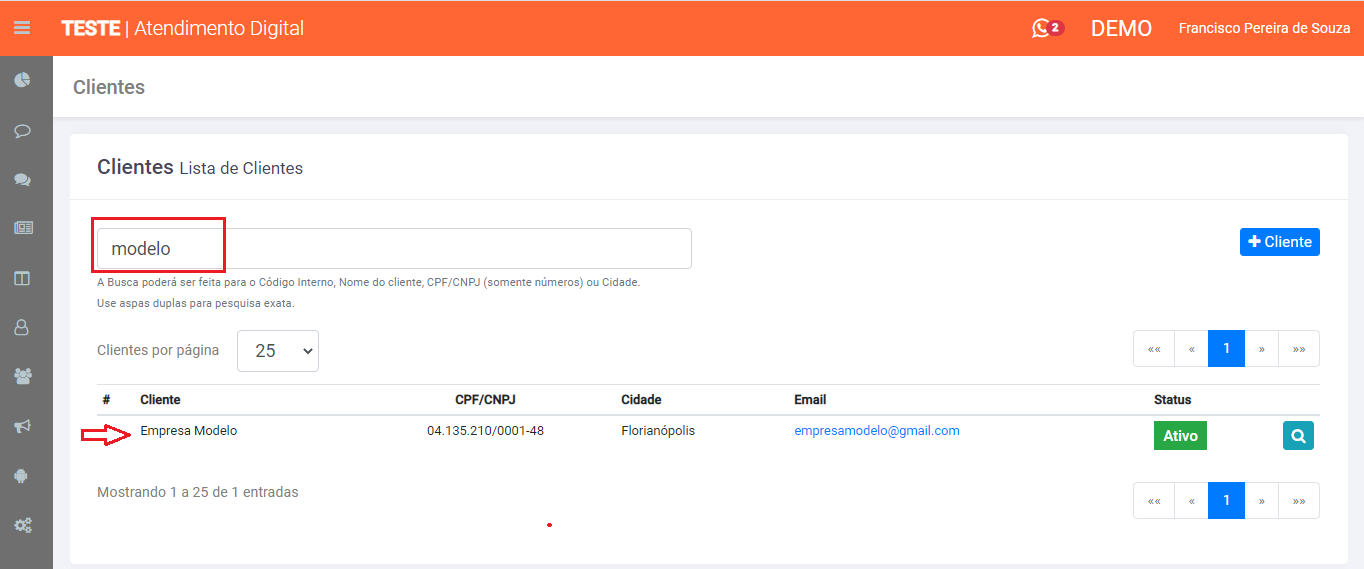 TESTE | Atendimento Digital
2
DEMO
Francisco Pereira de Souza
Clientes
Clientes Lista de Clientes
modelo
+ Cliente
A Busca poderá ser feita para o Código Interno, Nome do cliente, CPF/CNPJ (somente números) ou Cidade.
Use aspas duplas para pesquisa exata.
Clientes por página 25
«« « 1 » »»
# Cliente CPF/CNPJ Cidade Email Status
Empresa Modelo 04.135.210/0001-48 Florianópolis empresamodelo@gmail.com Ativo
Mostrando 1 a 25 de 1 entradas
«« « 1 » »»